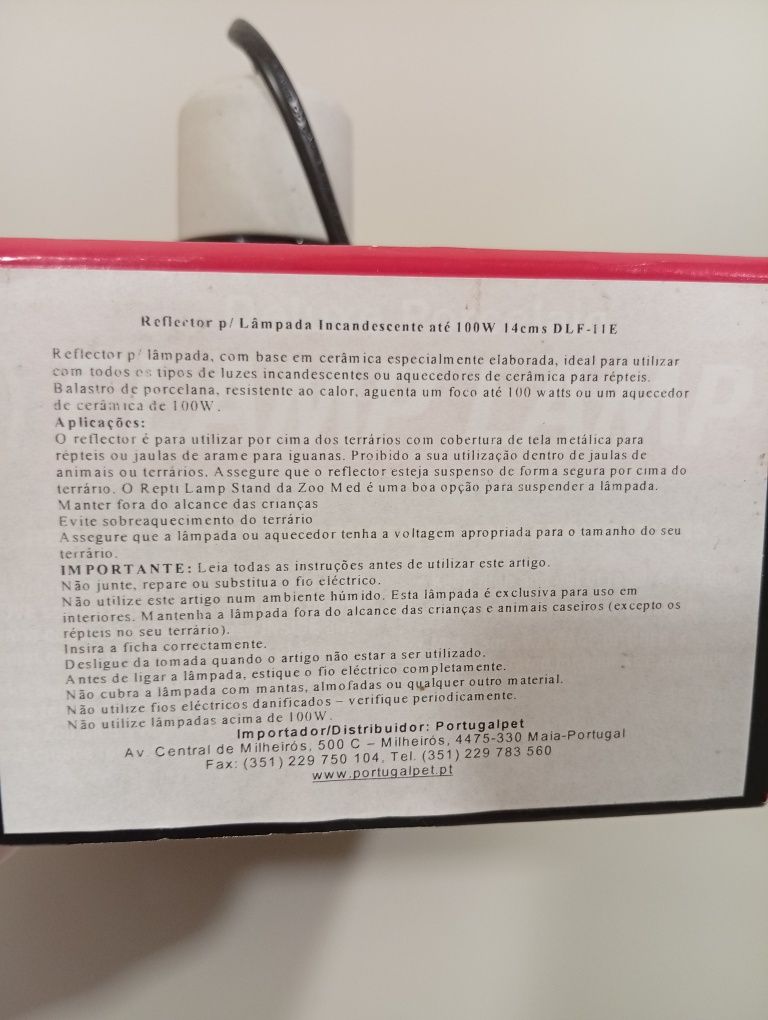 Reflector p/ Lâmpada Incandescente até 100W 14cms DLF-11E
Reflector p/ lâmpada, com base em cerâmica especialmente elaborada, ideal para utilizar
com todos os tipos de luzes incandescentes ou aquecedores de cerâmica para répteis.
Balastro de porcelana, resistente ao calor, aguenta um foco até 100 watts ou um aquecedor
de cerâmica de 100W.
Aplicações:
O reflector é para utilizar por cima dos terrários com cobertura de tela metálica para
répteis ou jaulas de arame para iguanas. Proibido a sua utilização dentro de jaulas de
animais ou terrários. Assegure que o reflector esteja suspenso de forma segura por cima do
terrário. O Repti Lamp Stand da Zoo Med é uma boa opção para suspender a lâmpada.
Manter fora do alcance das crianças
Evite sobreaquecimento do terrário
Assegure que a lâmpada ou aquecedor tenha a voltagem apropriada para o tamanho do seu
terrário.
IMPORTANTE: Leia todas as instruções antes de utilizar este artigo.
Não junte, repare ou substitua o fio eléctrico.
Não utilize este artigo num ambiente húmido. Esta lâmpada é exclusiva para uso em
interiores. Mantenha a lâmpada fora do alcance das crianças e animais caseiros (excepto os
répteis no seu terrário).
Insira a ficha correctamente.
Desligue da tomada quando o artigo não estar a ser utilizado.
Antes de ligar a lâmpada, estique o fio eléctrico completamente.
Não cubra a lâmpada com mantas, almofadas ou qualquer outro material.
Não utilize fios eléctricos danificados – verifique periodicamente.
Não utilize lâmpadas acima de 100W.
Importador/Distribuidor: Portugalpet
Av. Central de Milheirós, 500 C – Milheirós, 4475-330 Maia-Portugal
Fax: (351) 229 750 104. Tel. (351) 229 783 560
www.portugalpet.pt